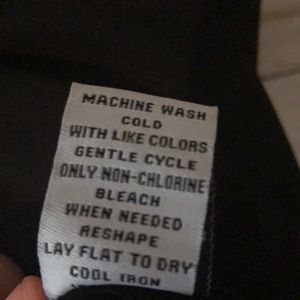 MACHINE WASH
COLD
WITH LIKE COLORS
GENTLE CYCLE
ONLY NON-CHLORINE
BLEACH
WHEN NEEDED
RESHAPE
LAY FLAT TO DRY
COOL IRON